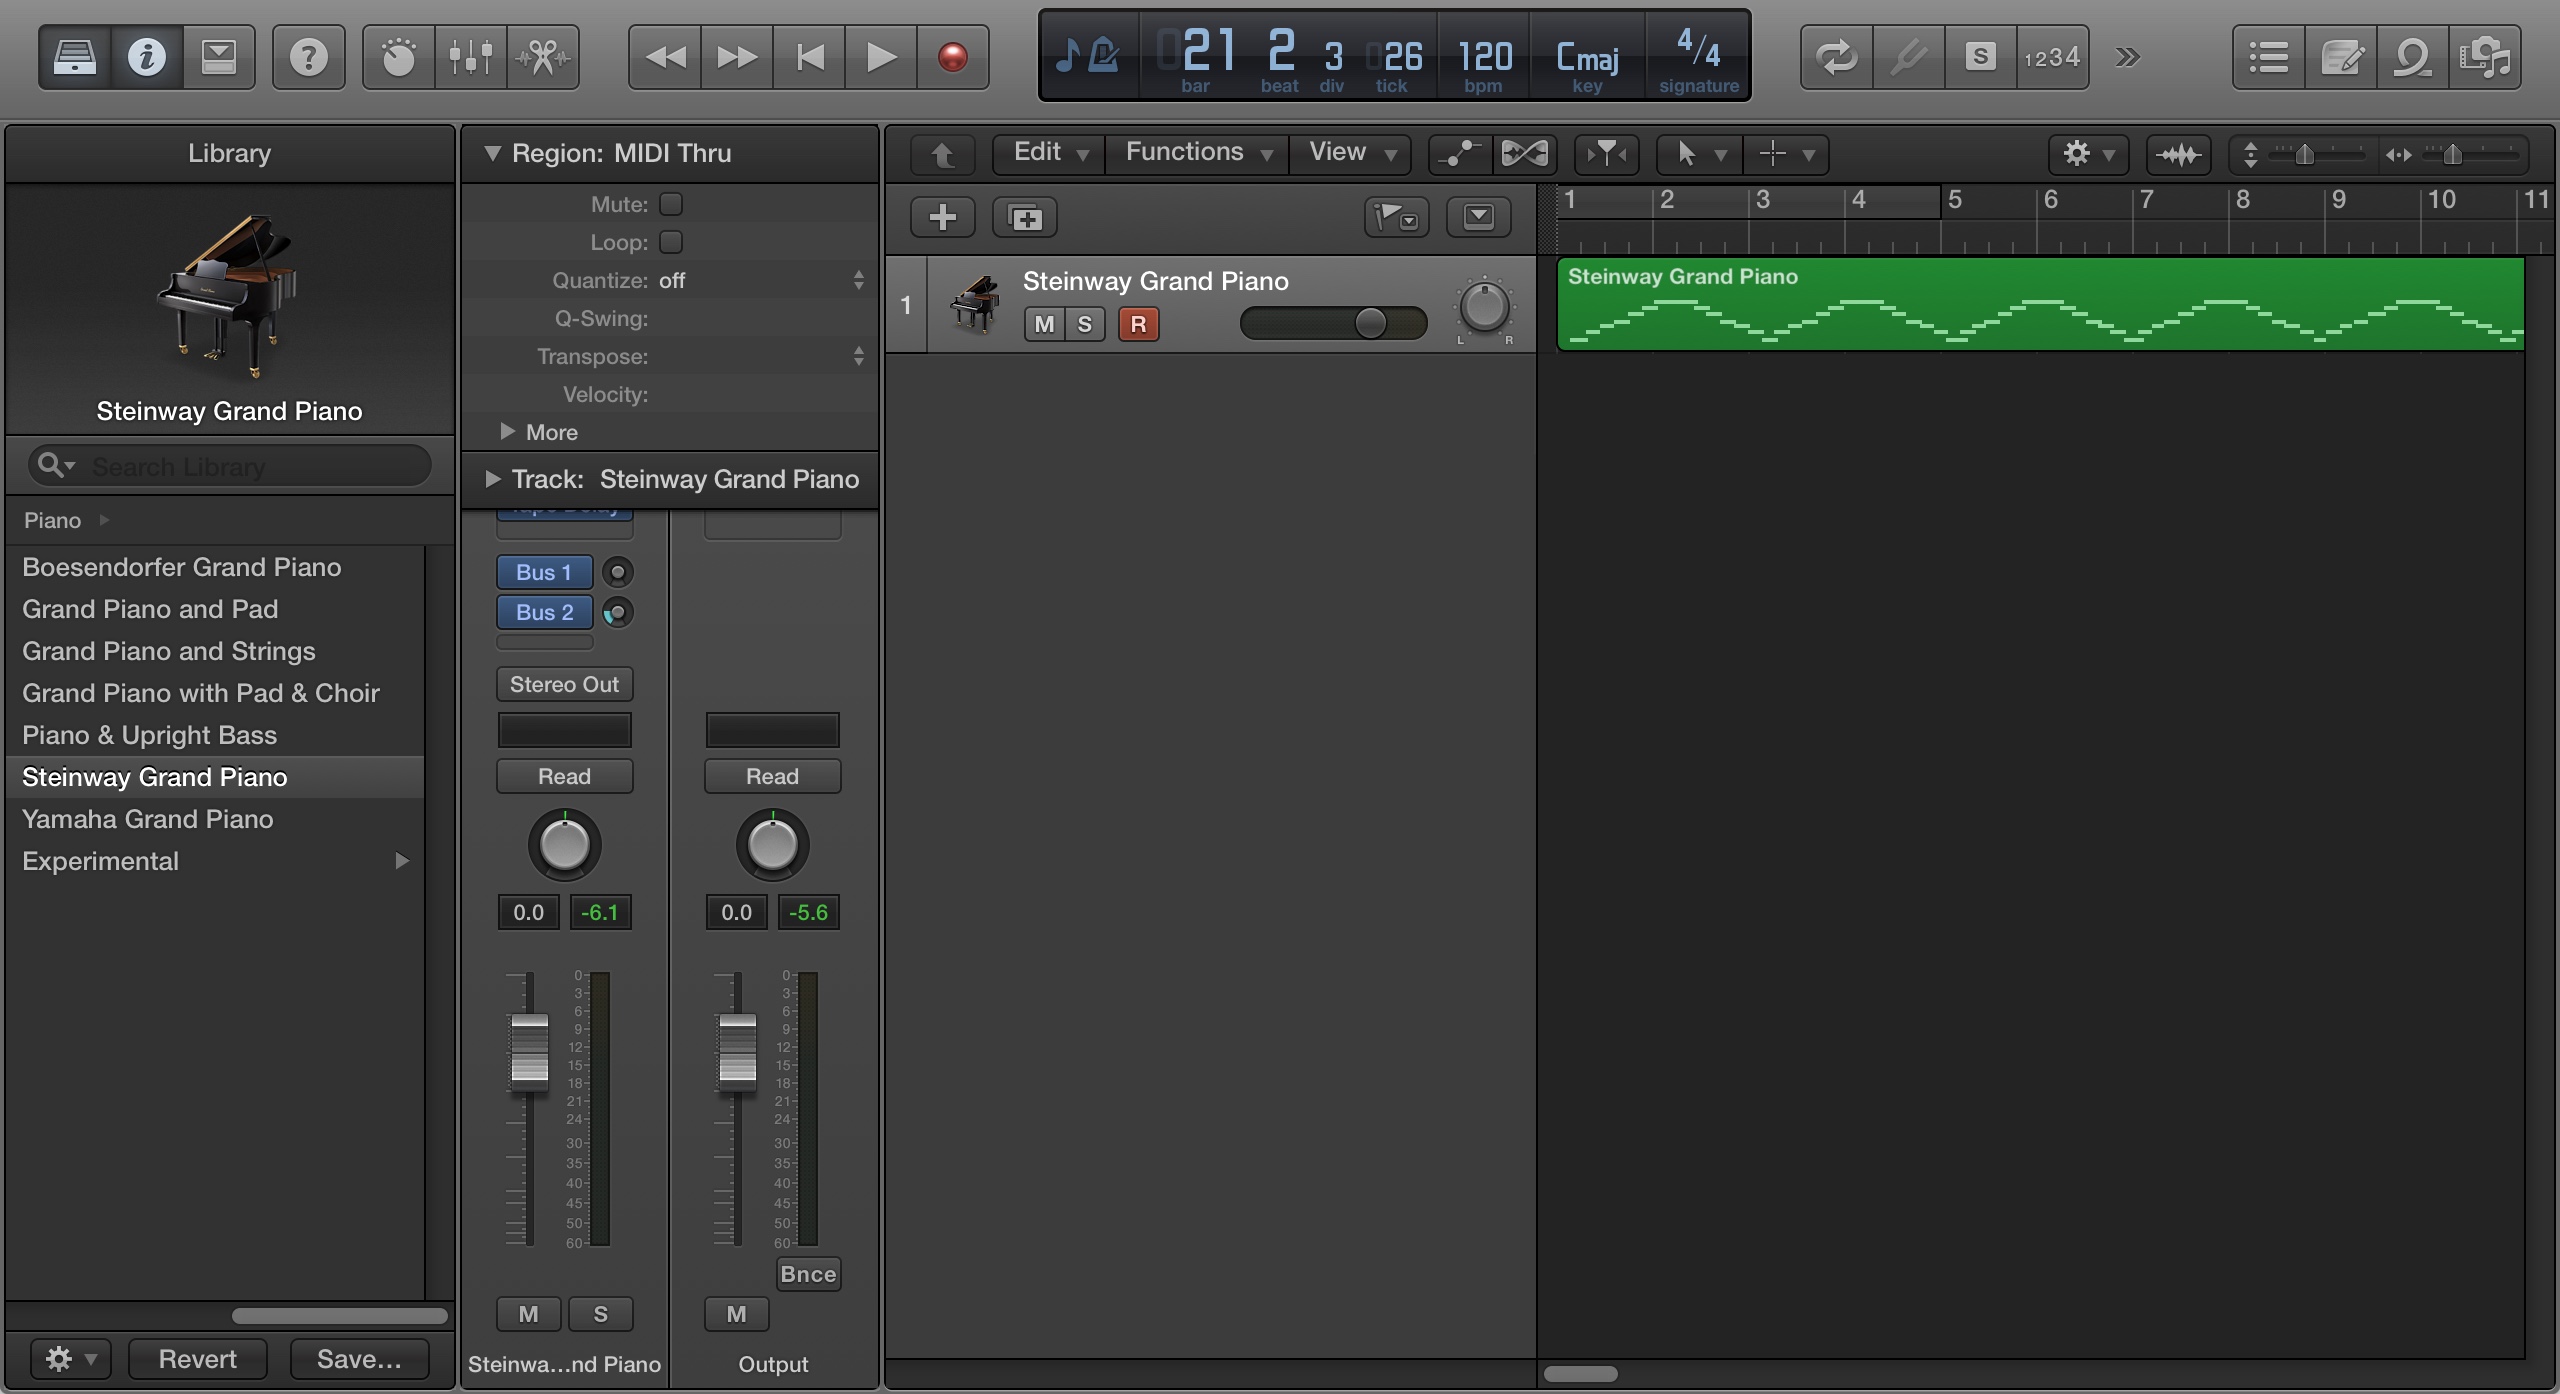 021 2 3 026 120 Cmaj 4/4
bar beat div tick bpm key signature
S
1234
Library
Steinway Grand Piano
Search Library
Piano
Boesendorfer Grand Piano
Grand Piano and Pad
Grand Piano and Strings
Grand Piano with Pad & Choir
Piano & Upright Bass
Steinway Grand Piano
Yamaha Grand Piano
Experimental
Revert
Save...
Region: MIDI Thru
Mute:
Loop:
Quantize: off
Q-Swing:
Transpose:
Velocity:
More
Track: Steinway Grand Piano
Tape Delay
Bus 1
Bus 2
Stereo Out
Read
0.0 -6.1
0
3
6
9
12
15
18
21
24
30
35
40
45
50
60
M S
Steinwa...nd Piano
Read
0.0 -5.6
0
3
6
9
12
15
18
21
24
30
35
40
45
50
60
Bnce
M
Output
Edit Functions View
1 2 3 4 5 6 7 8 9 10 11
1
Steinway Grand Piano
M S R
L R
Steinway Grand Piano